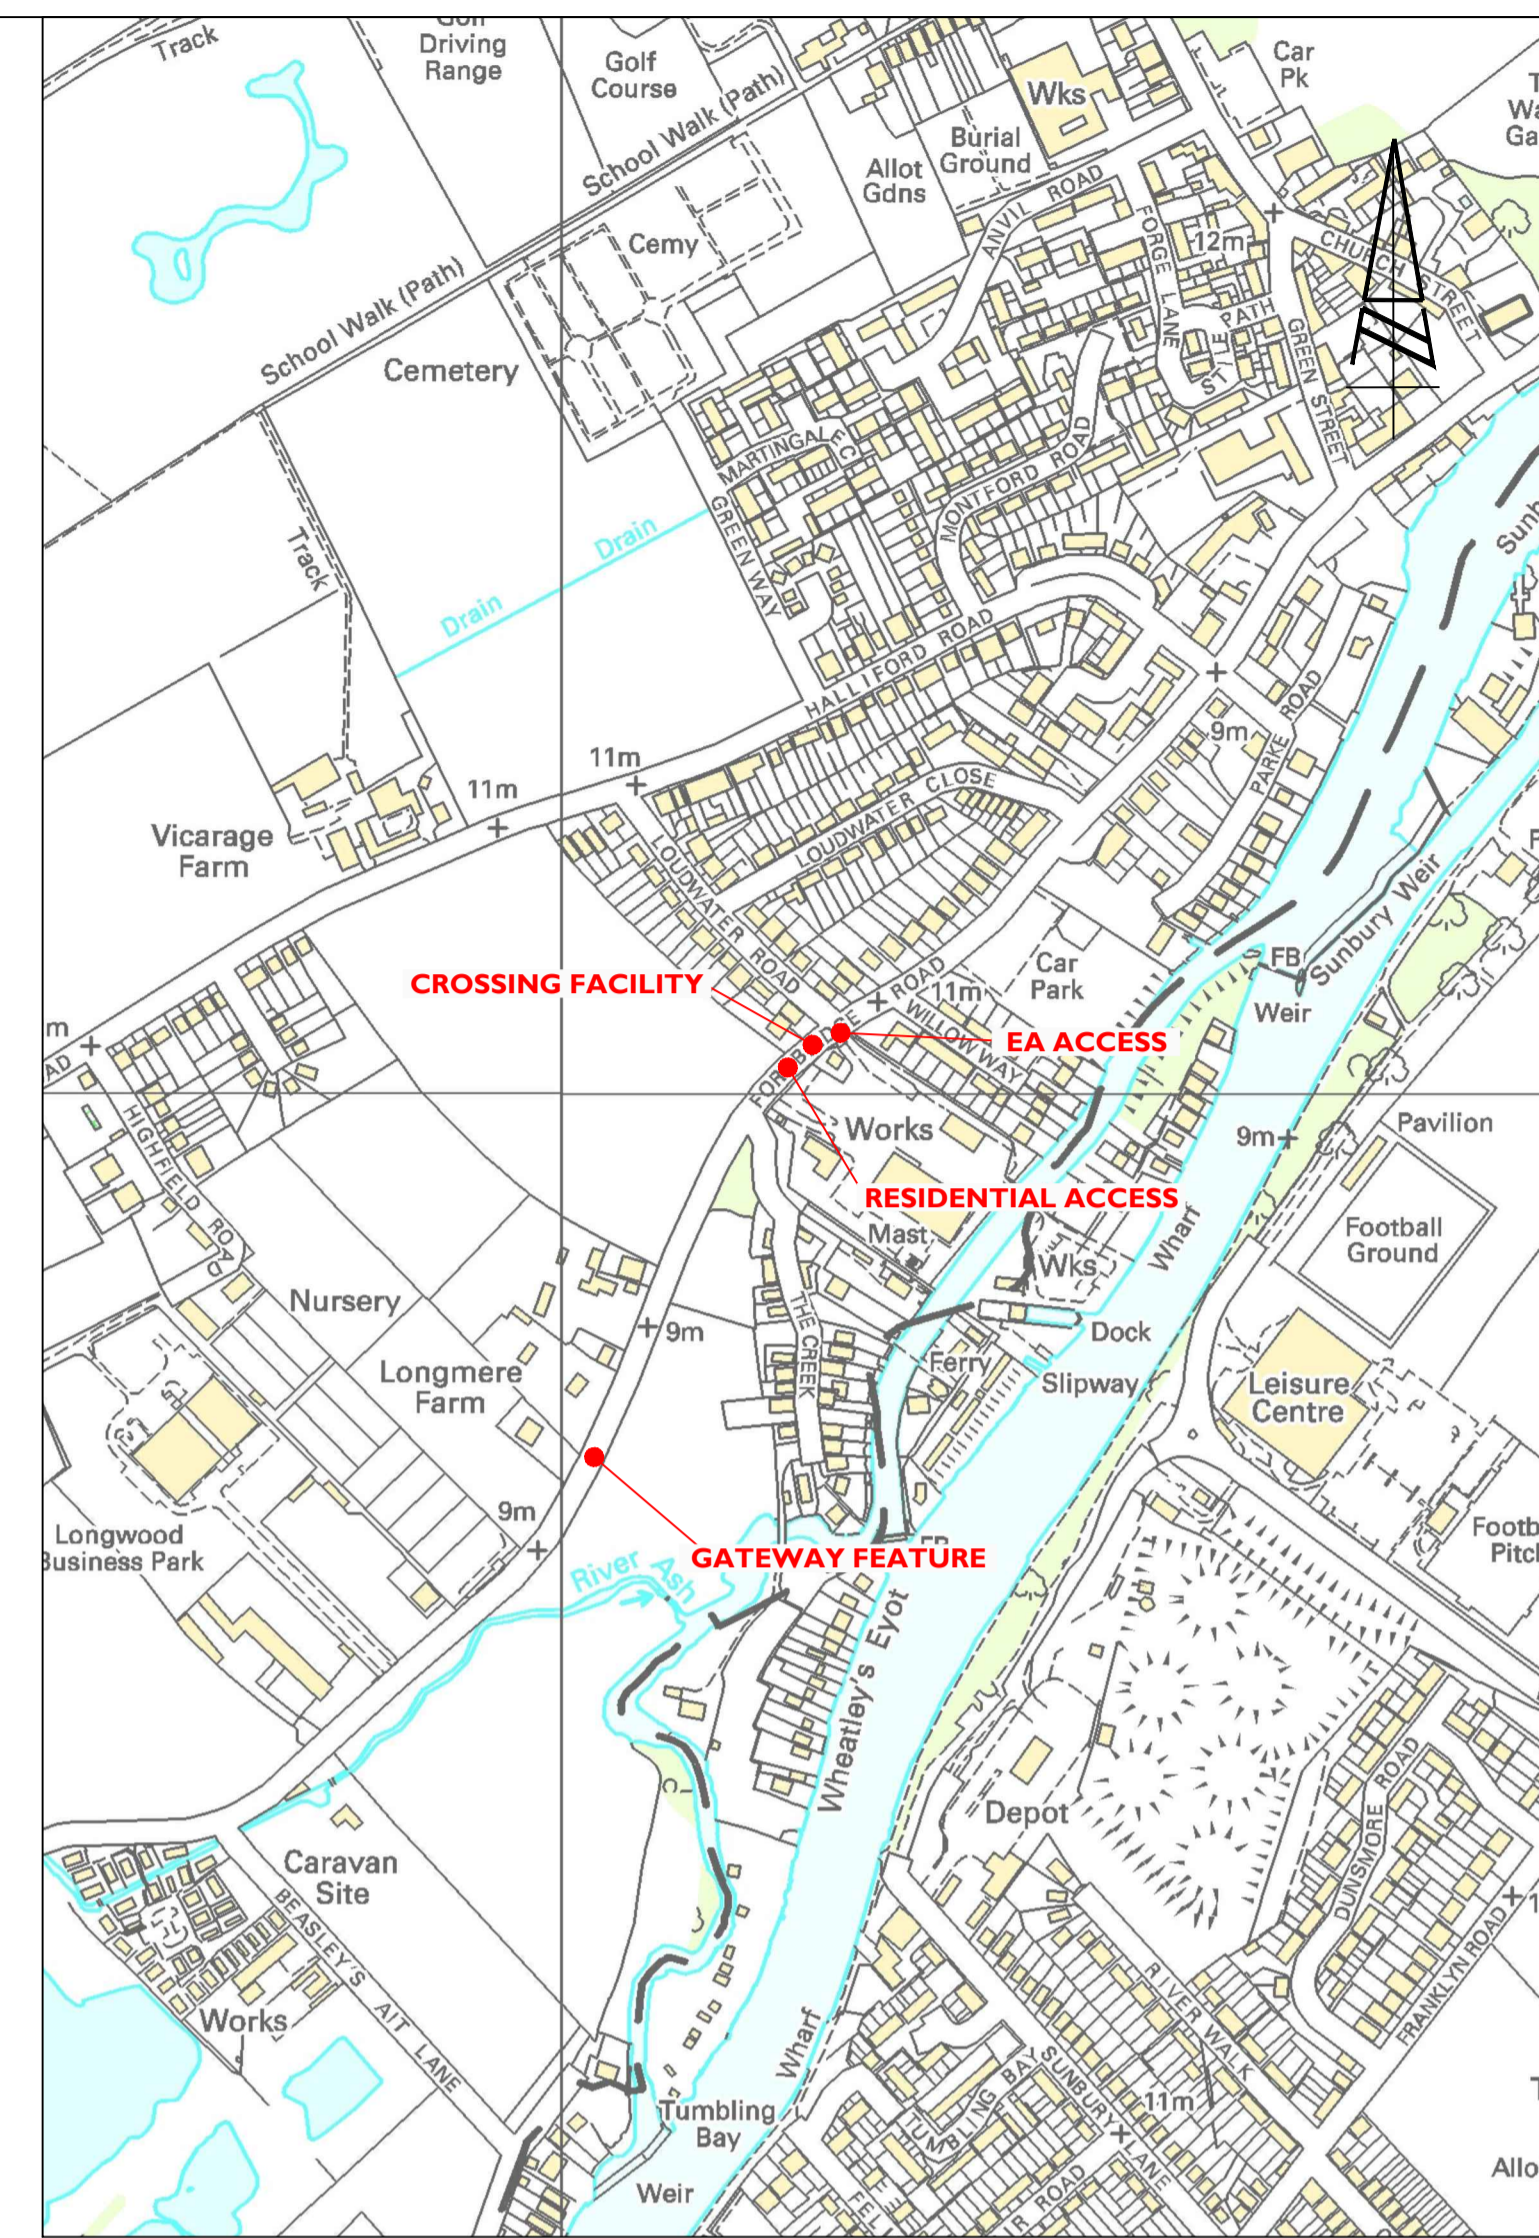 Track
Driving
Range
Golf
Course
School Walk (Path)
Wks
Car
Pk
Burial
Ground
Allot
Gdns
ANVIL ROAD
FORGE LANE
12m
CHURCH STREET
Cemy
School Walk (Path)
Cemetery
PATH
GREEN STREET
MARTINGALE
GREEN WAY
MONTFORD ROAD
Track
Drain
Drain
HALLIFORD ROAD
PARKE ROAD
9m
11m
11m
Vicarage
Farm
LOUDWATER CLOSE
LOUDWATER ROAD
Sunbury Weir
FB
Weir
Car
Park
CROSSING FACILITY
ROAD
11m
WILLOW WAY
EA ACCESS
m
HIGHFIELD ROAD
Works
9m
Pavilion
RESIDENTIAL ACCESS
Mast
Wks
Wharf
Football
Ground
Nursery
9m
THE CREEK
Dock
Ferry
Slipway
Longmere
Farm
Leisure
Centre
9m
Longwood
Business Park
River Ash
GATEWAY FEATURE
Wheatley's Eyot
Depot
DUNSMORE ROAD
FRANKLYN ROAD
Caravan
Site
BEASLEY'S AIT LANE
Works
RIVER WALK
Wharf
Tumbling
Bay
TUMBLING BAY
SUNBURY LANE
11m
Weir
ROAD